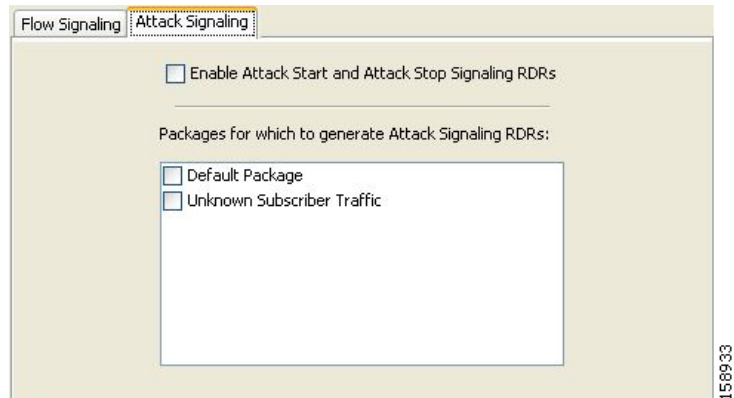 Flow Signaling Attack Signaling
Enable Attack Start and Attack Stop Signaling RDRs
Packages for which to generate Attack Signaling RDRs:
Default Package
Unknown Subscriber Traffic
158933